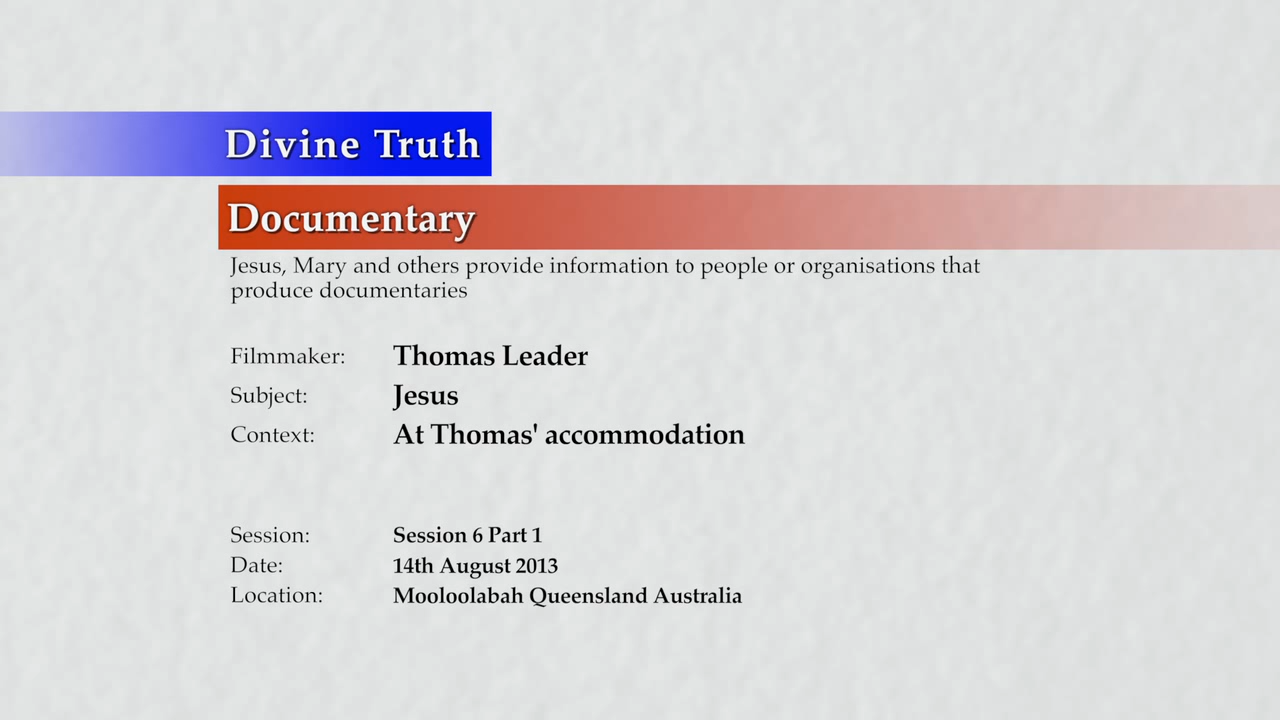 Divine Truth
Documentary
Jesus, Mary and others provide information to people or organisations that
produce documentaries
Filmmaker: Thomas Leader
Subject: Jesus
Context: At Thomas' accommodation
Session: Session 6 Part 1
Date: 14th August 2013
Location: Mooloolabah Queensland Australia